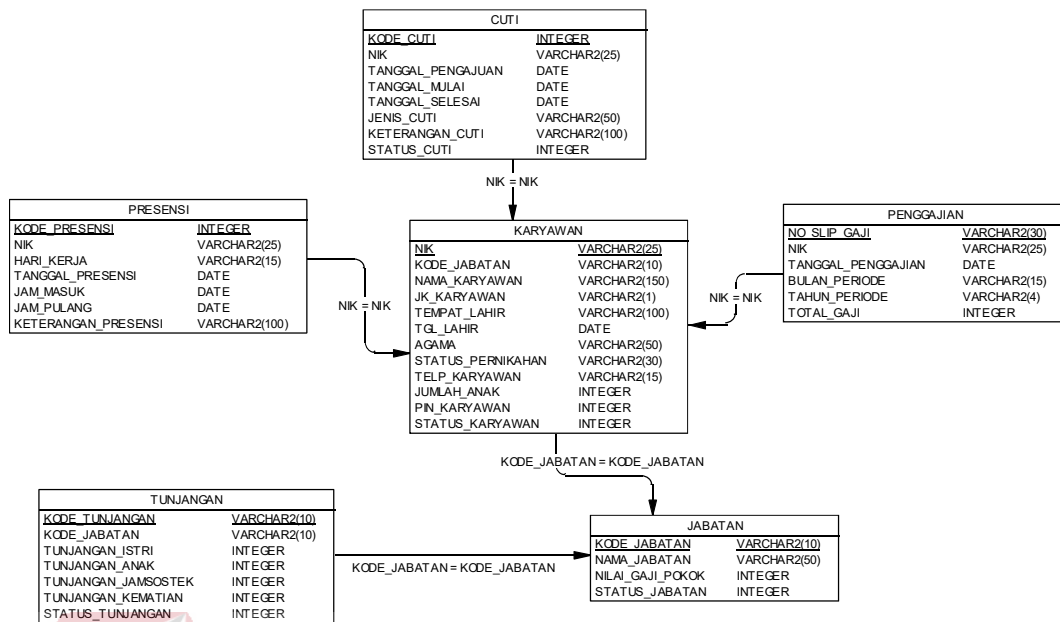 CUTI
KODE_CUTI INTEGER
NIK VARCHAR2(25)
TANGGAL_PENGAJUAN DATE
TANGGAL_MULAI DATE
TANGGAL_SELESAI DATE
JENIS_CUTI VARCHAR2(50)
KETERANGAN_CUTI VARCHAR2(100)
STATUS_CUTI INTEGER
NIK = NIK
PRESENSI
KODE_PRESENSI INTEGER
NIK VARCHAR2(25)
HARI_KERJA VARCHAR2(15)
TANGGAL_PRESENSI DATE
JAM_MASUK DATE
JAM_PULANG DATE
KETERANGAN_PRESENSI VARCHAR2(100)
NIK = NIK
KARYAWAN
NIK VARCHAR2(25)
KODE_JABATAN VARCHAR2(10)
NAMA_KARYAWAN VARCHAR2(150)
JK_KARYAWAN VARCHAR2(1)
TEMPAT_LAHIR VARCHAR2(100)
TGL_LAHIR DATE
AGAMA VARCHAR2(50)
STATUS_PERNIKAHAN VARCHAR2(30)
TELP_KARYAWAN VARCHAR2(15)
JUMLAH_ANAK INTEGER
PIN_KARYAWAN INTEGER
STATUS_KARYAWAN INTEGER
NIK = NIK
PENGGAJIAN
NO_SLIP_GAJI VARCHAR2(30)
NIK VARCHAR2(25)
TANGGAL_PENGGAJIAN DATE
BULAN_PERIODE VARCHAR2(15)
TAHUN_PERIODE VARCHAR2(4)
TOTAL_GAJI INTEGER
KODE_JABATAN = KODE_JABATAN
TUNJANGAN
KODE_TUNJANGAN VARCHAR2(10)
KODE_JABATAN VARCHAR2(10)
TUNJANGAN_ISTRI INTEGER
TUNJANGAN_ANAK INTEGER
TUNJANGAN_JAMSOSTEK INTEGER
TUNJANGAN_KEMATIAN INTEGER
STATUS_TUNJANGAN INTEGER
KODE_JABATAN = KODE_JABATAN
JABATAN
KODE_JABATAN VARCHAR2(10)
NAMA_JABATAN VARCHAR2(50)
NILAI_GAJI_POKOK INTEGER
STATUS_JABATAN INTEGER